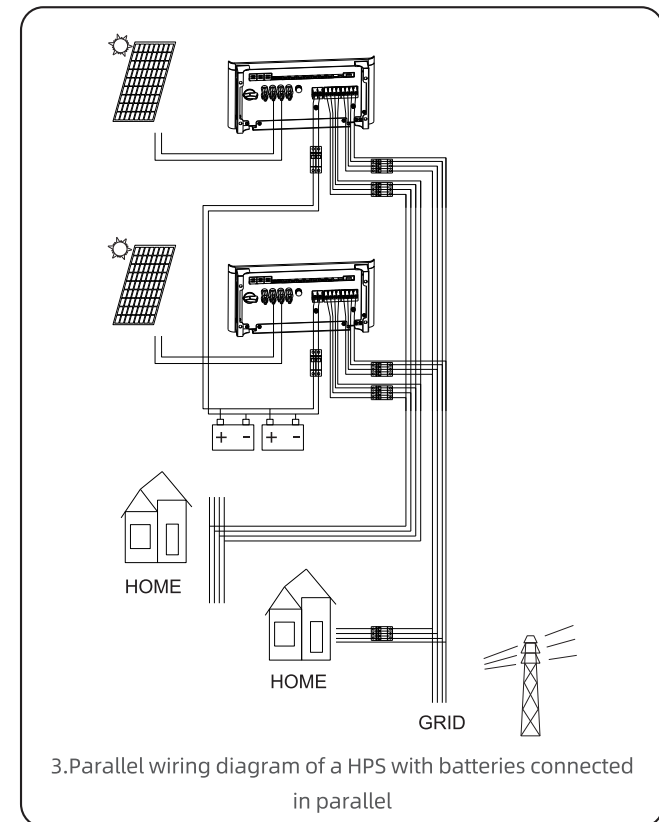 + - + -
HOME
HOME
GRID
3.Parallel wiring diagram of a HPS with batteries connected
in parallel